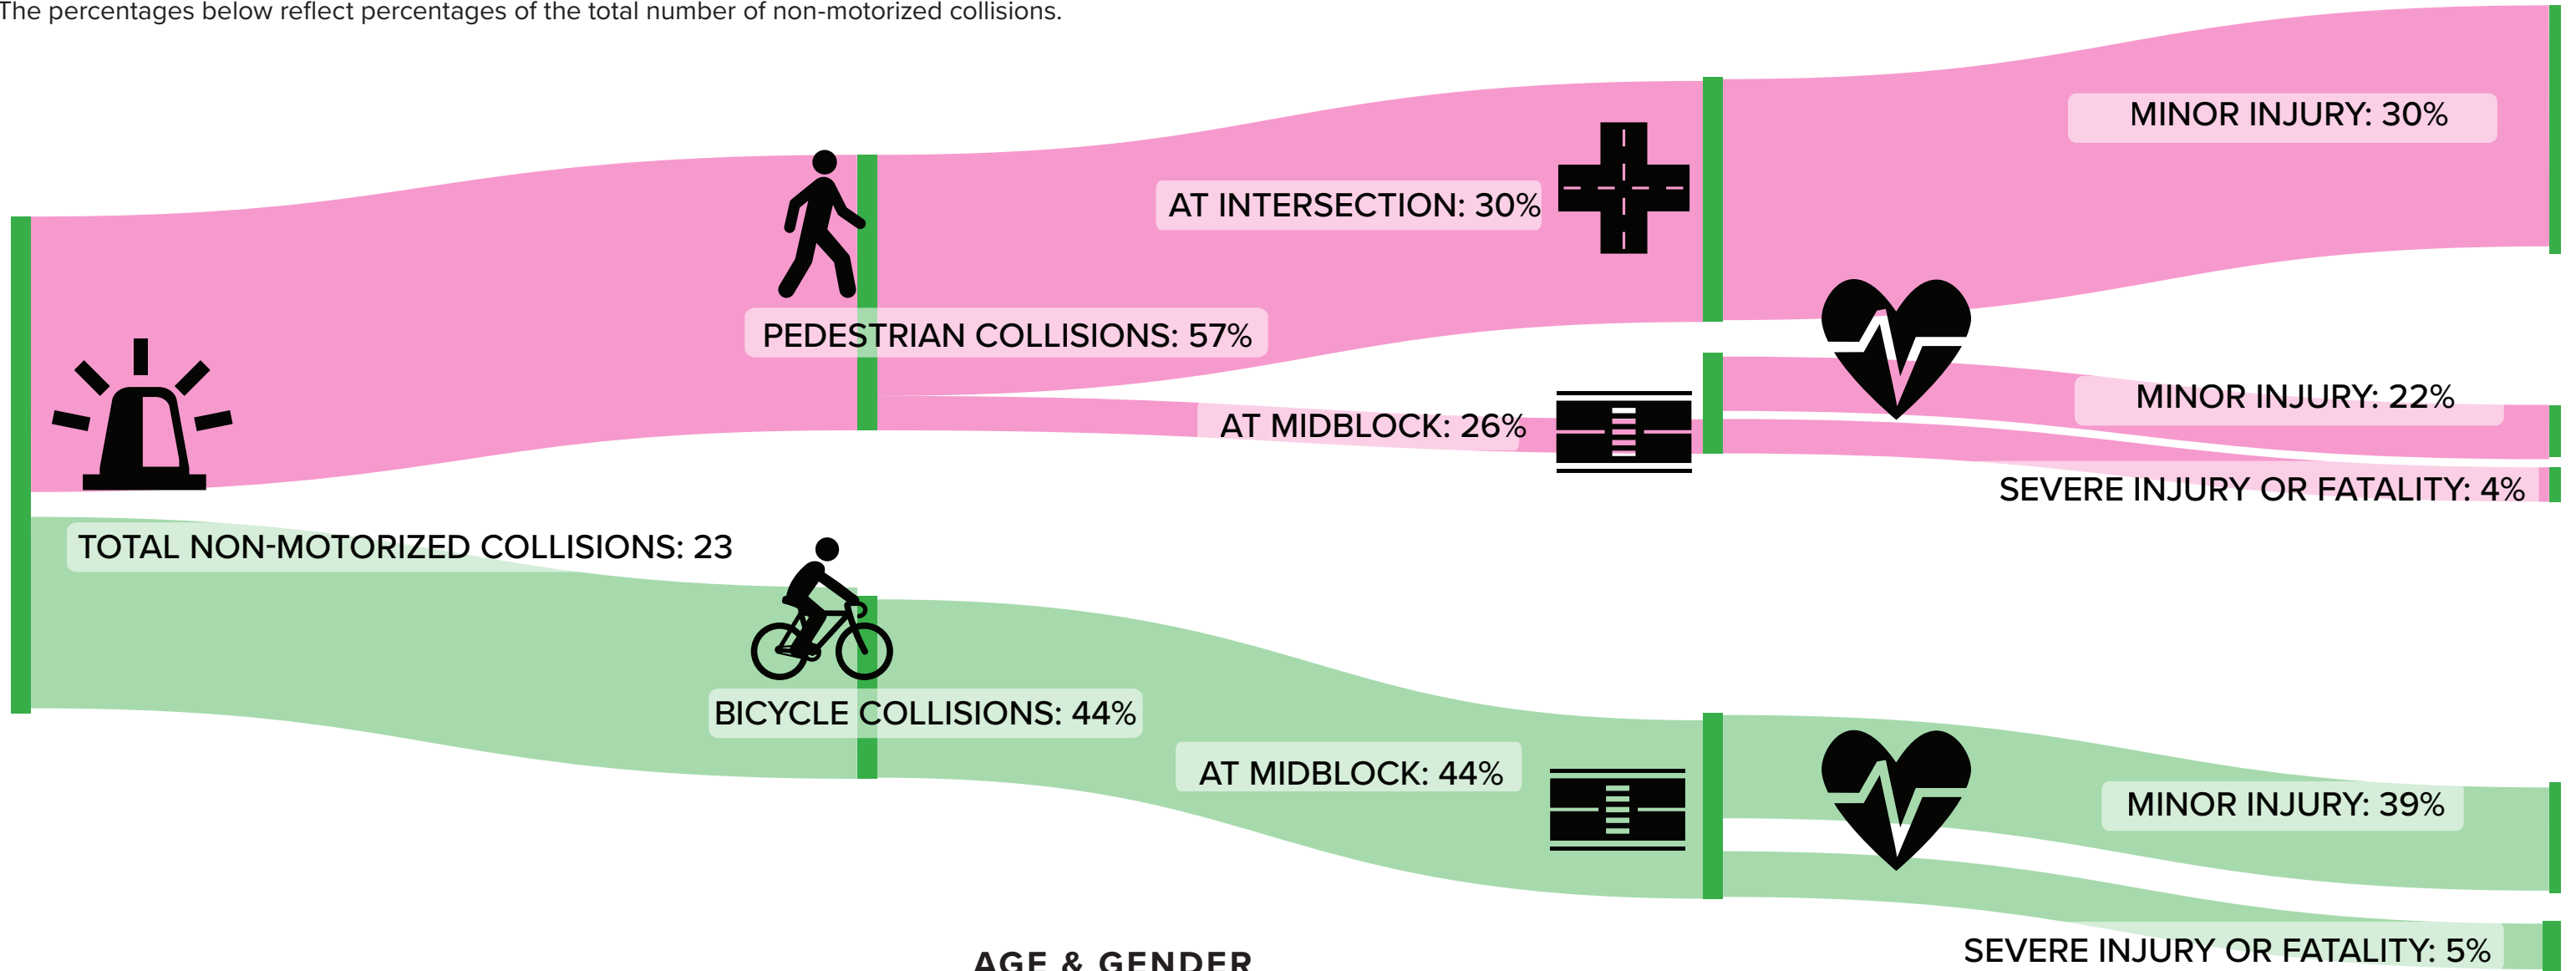 The percentages below reflect percentages of the total number of non-motorized collisions.
MINOR INJURY: 30%
AT INTERSECTION: 30%
PEDESTRIAN COLLISIONS: 57%
MINOR INJURY: 22%
AT MIDBLOCK: 26%
SEVERE INJURY OR FATALITY: 4%
TOTAL NON-MOTORIZED COLLISIONS: 23
BICYCLE COLLISIONS: 44%
AT MIDBLOCK: 44%
MINOR INJURY: 39%
SEVERE INJURY OR FATALITY: 5%
AGE & GENDER